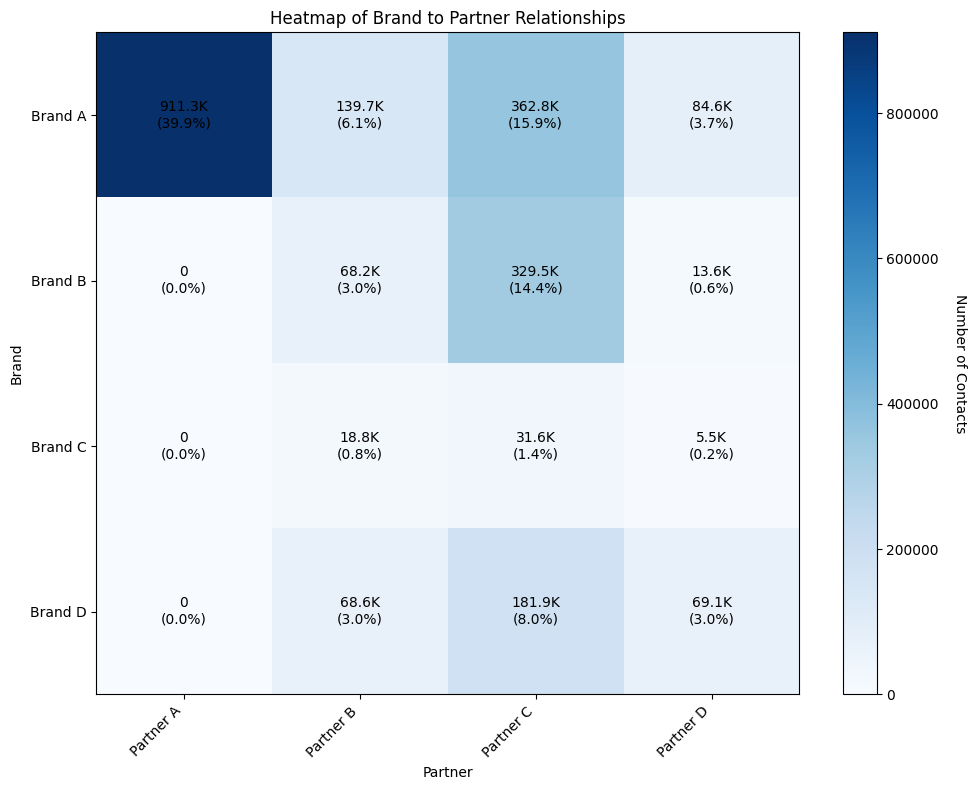 Heatmap of Brand to Partner Relationships
Brand A
911.3K
(39.9%)
139.7K
(6.1%)
362.8K
(15.9%)
84.6K
(3.7%)
Brand B
0
(0.0%)
68.2K
(3.0%)
329.5K
(14.4%)
13.6K
(0.6%)
Brand C
0
(0.0%)
18.8K
(0.8%)
31.6K
(1.4%)
5.5K
(0.2%)
Brand D
0
(0.0%)
68.6K
(3.0%)
181.9K
(8.0%)
69.1K
(3.0%)
Brand
Partner A
Partner B
Partner C
Partner D
Partner
800000
600000
400000
200000
0
Number of Contacts